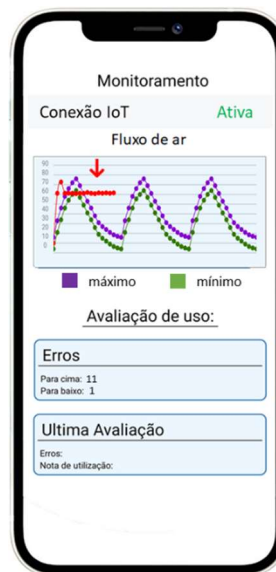 Monitoramento
Conexão IoT Ativa
Fluxo de ar
90
80
70
60
50
40
30
20
10
0
máximo mínimo
Avaliação de uso:
Erros
Para cima: 11
Para baixo: 1
Ultima Avaliação
Erros:
Nota de utilização: